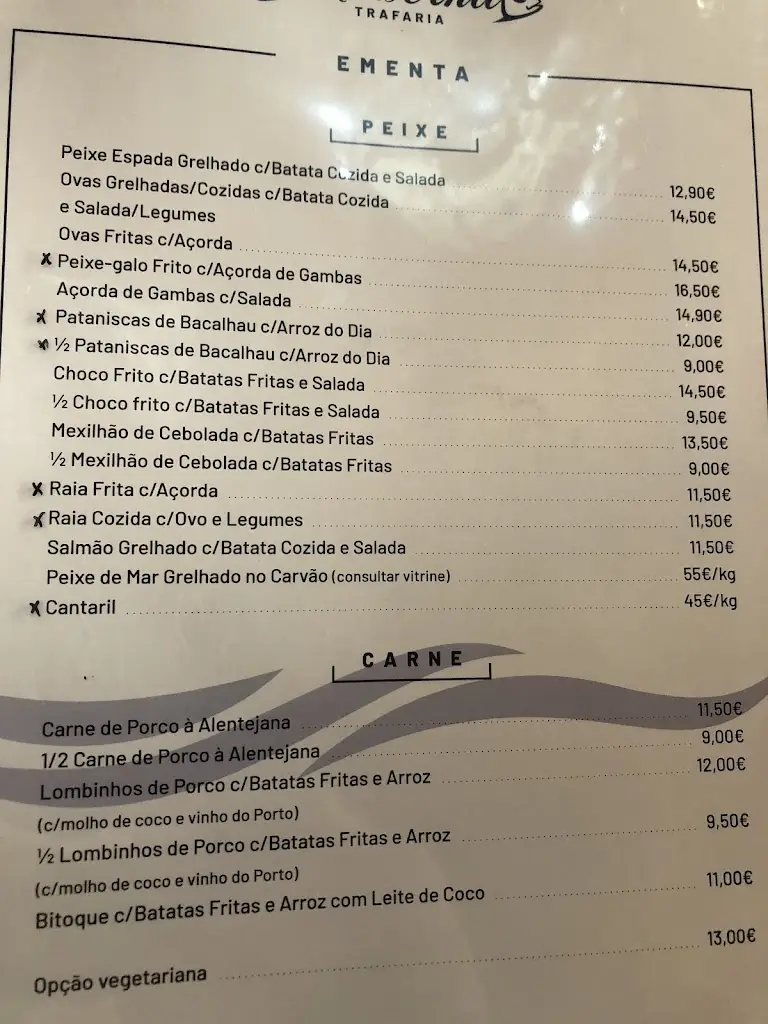 TRAFARIA
EMENTA
PEIXE
Peixe Espada Grelhado c/Batata Cozida e Salada 12,90€
Ovas Grelhadas/Cozidas c/Batata Cozida 14,50€
e Salada/Legumes
Ovas Fritas c/Açorda 14,50€
x Peixe-galo Frito c/Açorda de Gambas 16,50€
Açorda de Gambas c/Salada 14,90€
x Pataniscas de Bacalhau c/Arroz do Dia 12,00€
x ½ Pataniscas de Bacalhau c/Arroz do Dia 9,00€
Choco Frito c/Batatas Fritas e Salada 14,50€
½ Choco frito c/Batatas Fritas e Salada 9,50€
Mexilhão de Cebolada c/Batatas Fritas 13,50€
½ Mexilhão de Cebolada c/Batatas Fritas 9,00€
x Raia Frita c/Açorda 11,50€
x Raia Cozida c/Ovo e Legumes 11,50€
Salmão Grelhado c/Batata Cozida e Salada 11,50€
Peixe de Mar Grelhado no Carvão (consultar vitrine) 55€/kg
x Cantaril 45€/kg
CARNE
Carne de Porco à Alentejana 11,50€
1/2 Carne de Porco à Alentejana 9,00€
Lombinhos de Porco c/Batatas Fritas e Arroz 12,00€
(c/molho de coco e vinho do Porto)
½ Lombinhos de Porco c/Batatas Fritas e Arroz 9,50€
(c/molho de coco e vinho do Porto)
Bitoque c/Batatas Fritas e Arroz com Leite de Coco 11,00€
Opção vegetariana 13,00€